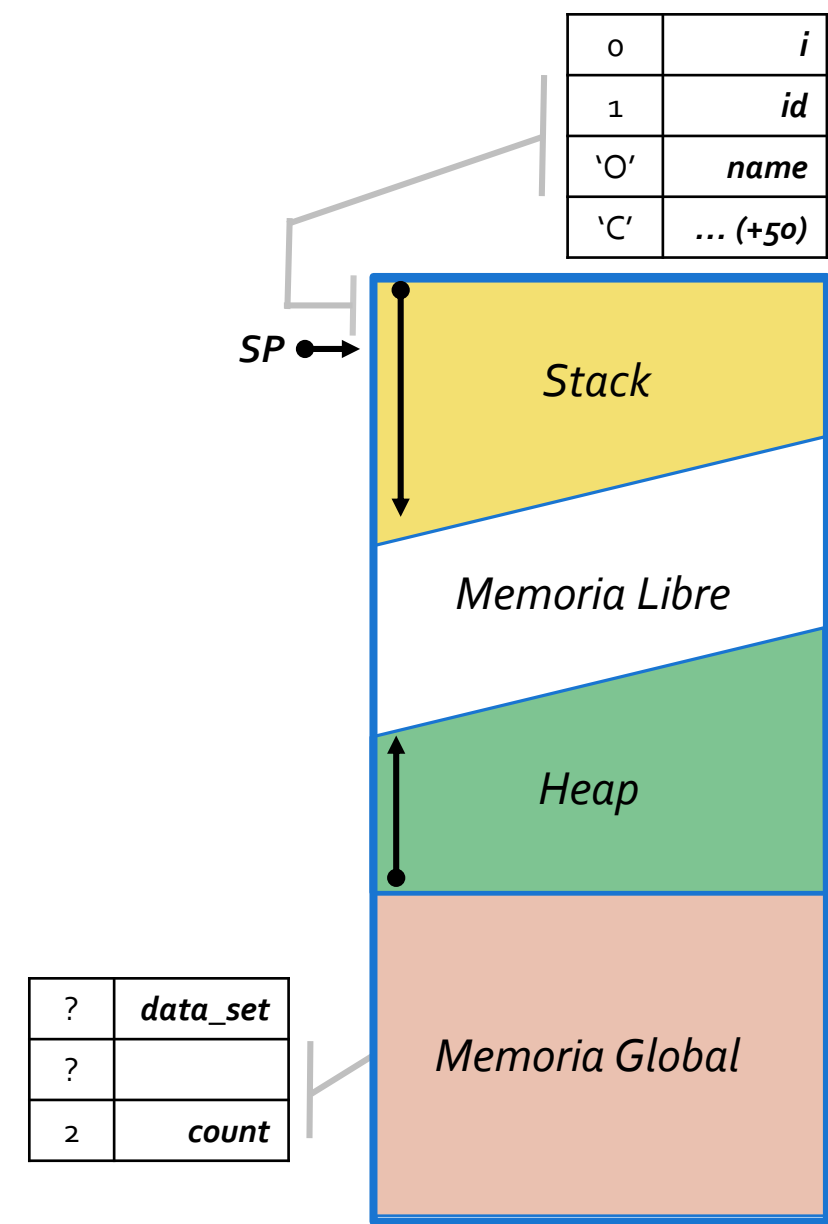 0 i
1 id
‘O’ name
‘C’ ... (+50)
SP
Stack
Memoria Libre
Heap
? data_set
?
2 count
Memoria Global